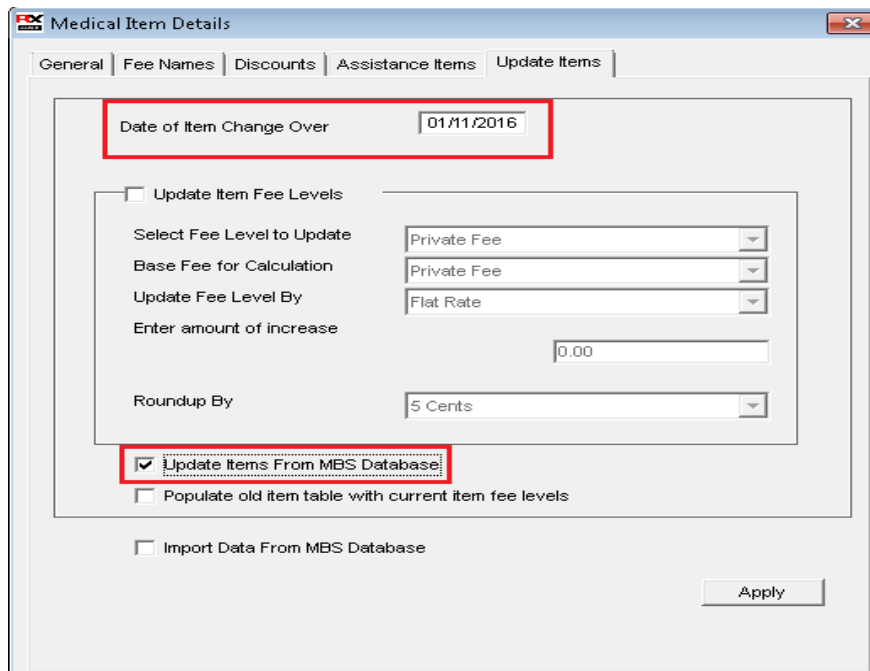 RX Medical Item Details
General Fee Names Discounts Assistance Items Update Items
Date of Item Change Over 01/11/2016
Update Item Fee Levels
Select Fee Level to Update Private Fee
Base Fee for Calculation Private Fee
Update Fee Level By Flat Rate
Enter amount of increase
0.00
Roundup By 5 Cents
Update Items From MBS Database
Populate old item table with current item fee levels
Import Data From MBS Database
Apply